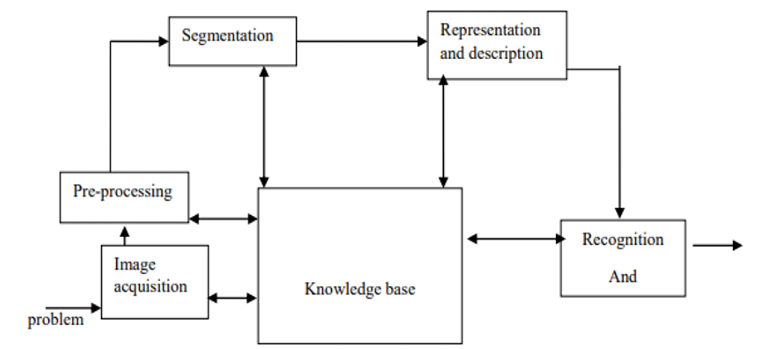 Segmentation
Representation
and description
Pre-processing
Image
acquisition
problem
Knowledge base
Recognition
And